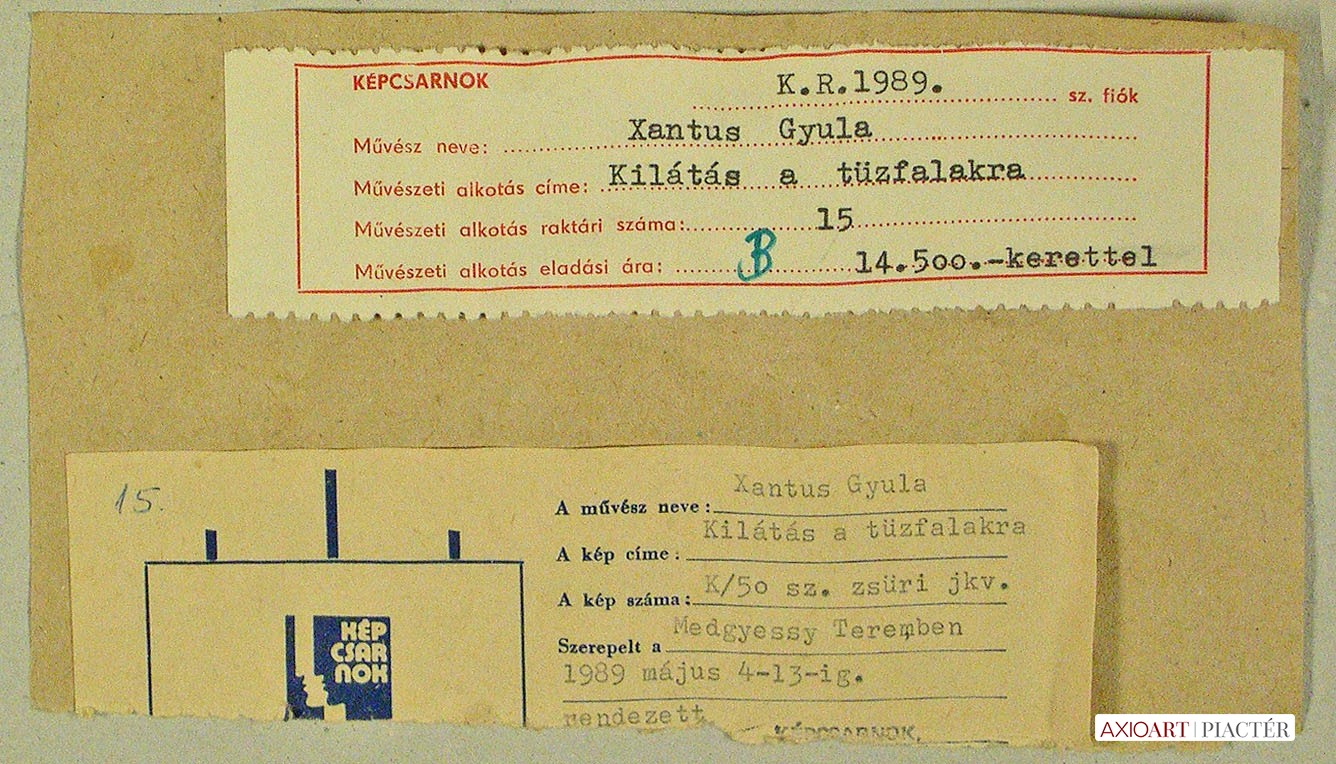 KÉPCSARNOK K.R.1989. sz. fiók
Művész neve: Xantus Gyula
Művészeti alkotás címe: Kilátás a tüzfalakra
Művészeti alkotás raktári száma: 15
Művészeti alkotás eladási ára: B 14.5oo.-kerettel
15.
A művész neve: Xantus Gyula
A kép címe: Kilátás a tüzfalakra
A kép száma: K/5o sz. zsüri jkv.
Szerepelt a Medgyessy Teremben
1989 május 4-13-ig.
rendezett
KÉPCSARNOK,
KÉP
CSAR
NOK
AXIOART | PIACTÉR